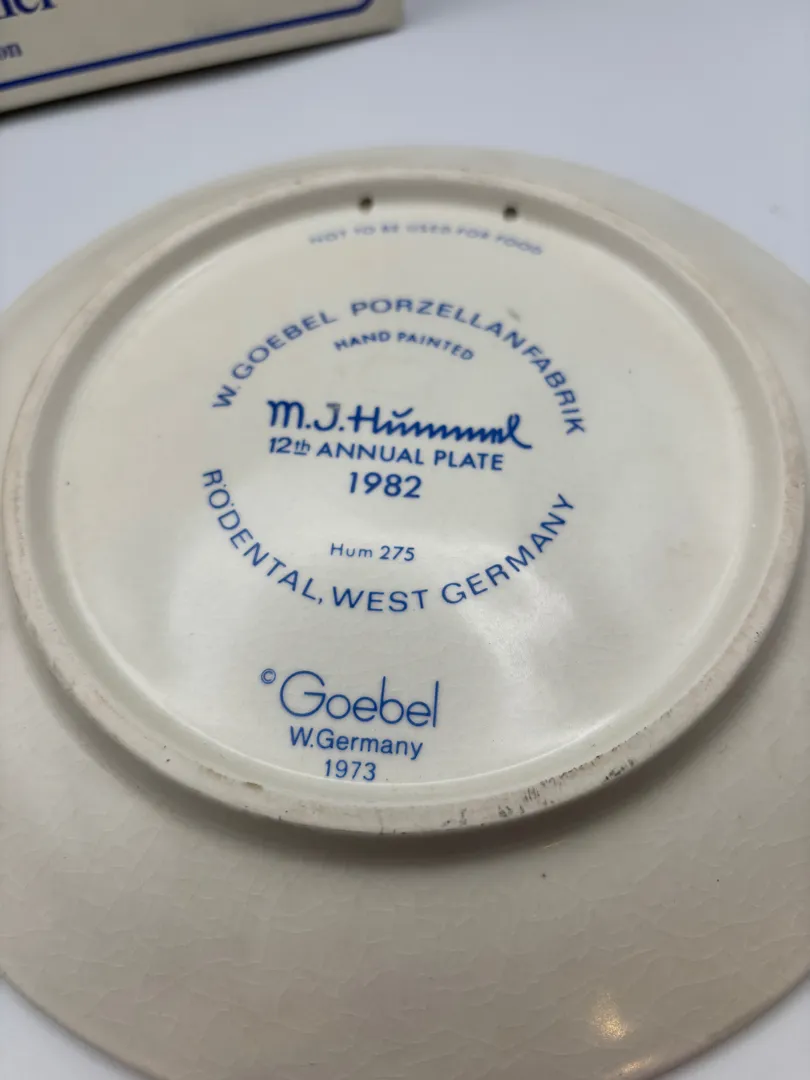 on
NOT TO BE USED FOR FOOD
W. GOEBEL PORZELLANFABRIK
HAND PAINTED
M.J.Hummel
12th ANNUAL PLATE
1982
Hum 275
RÖDENTAL, WEST GERMANY
© Goebel
W.Germany
1973